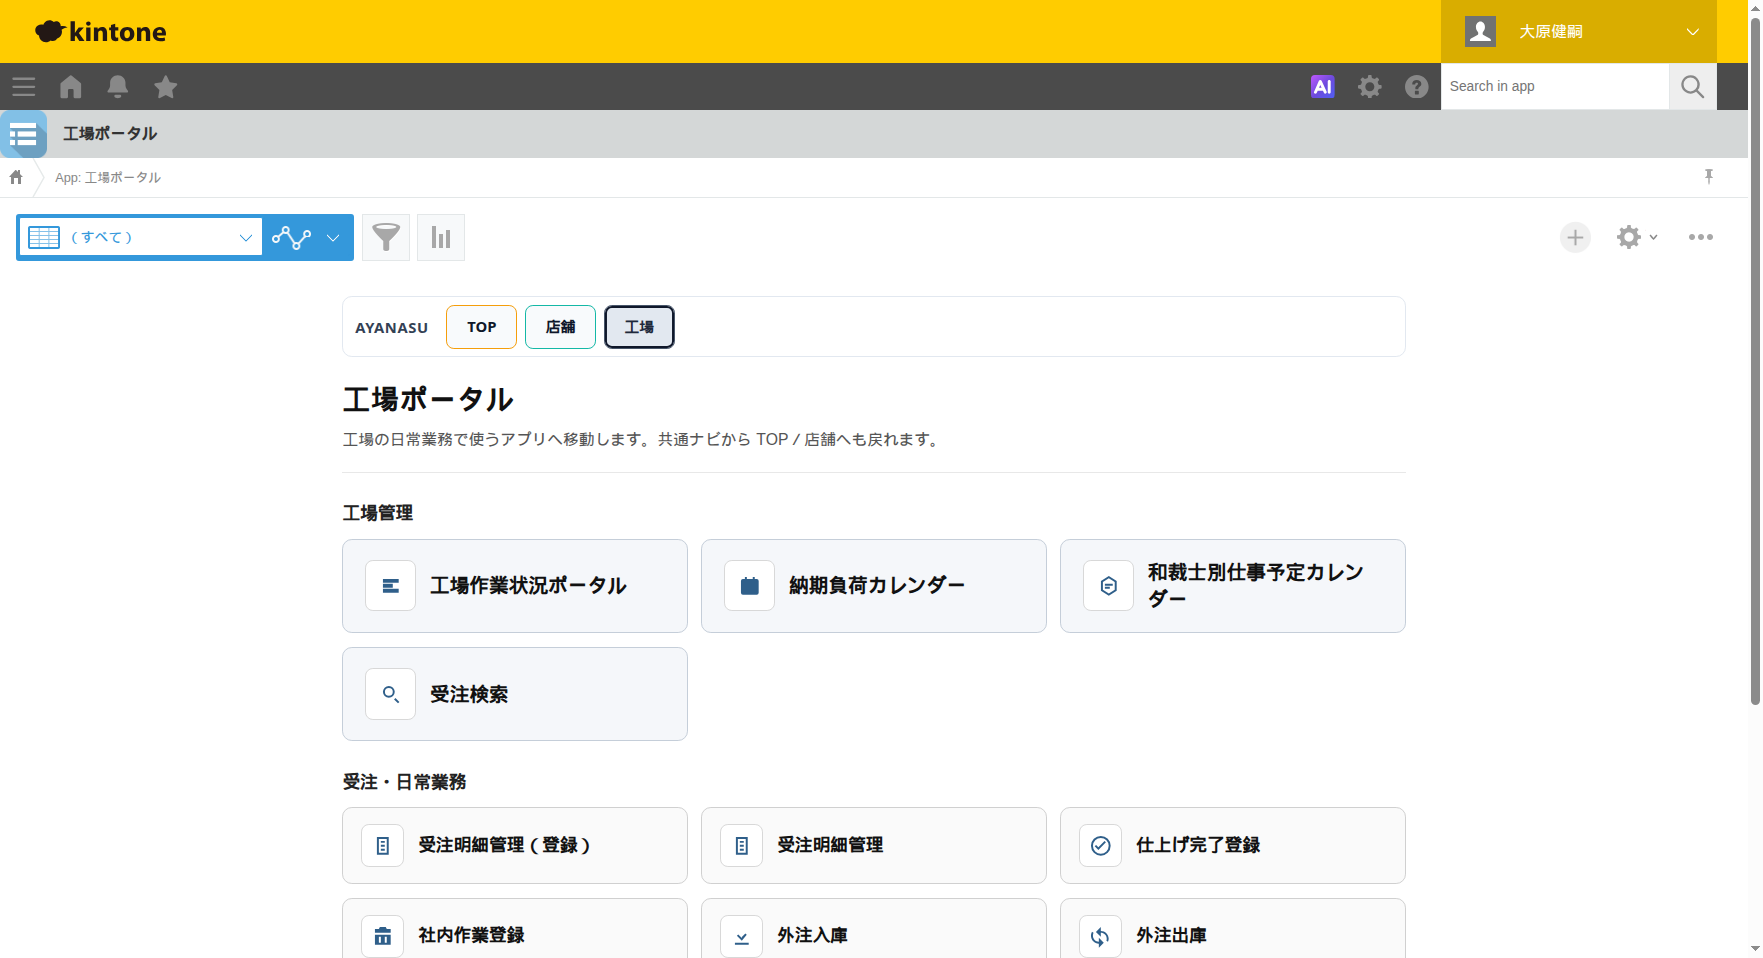 kintone
大原健嗣
AI
Search in app
工場ポータル
App: 工場ポータル
（すべて）
AYANASU
TOP
店舗
工場
工場ポータル
工場の日常業務で使うアプリへ移動します。共通ナビから TOP / 店舗へも戻れます。
工場管理
工場作業状況ポータル
納期負荷カレンダー
和裁士別仕事予定カレン
ダー
受注検索
受注・日常業務
受注明細管理（登録）
受注明細管理
仕上げ完了登録
社内作業登録
外注入庫
外注出庫